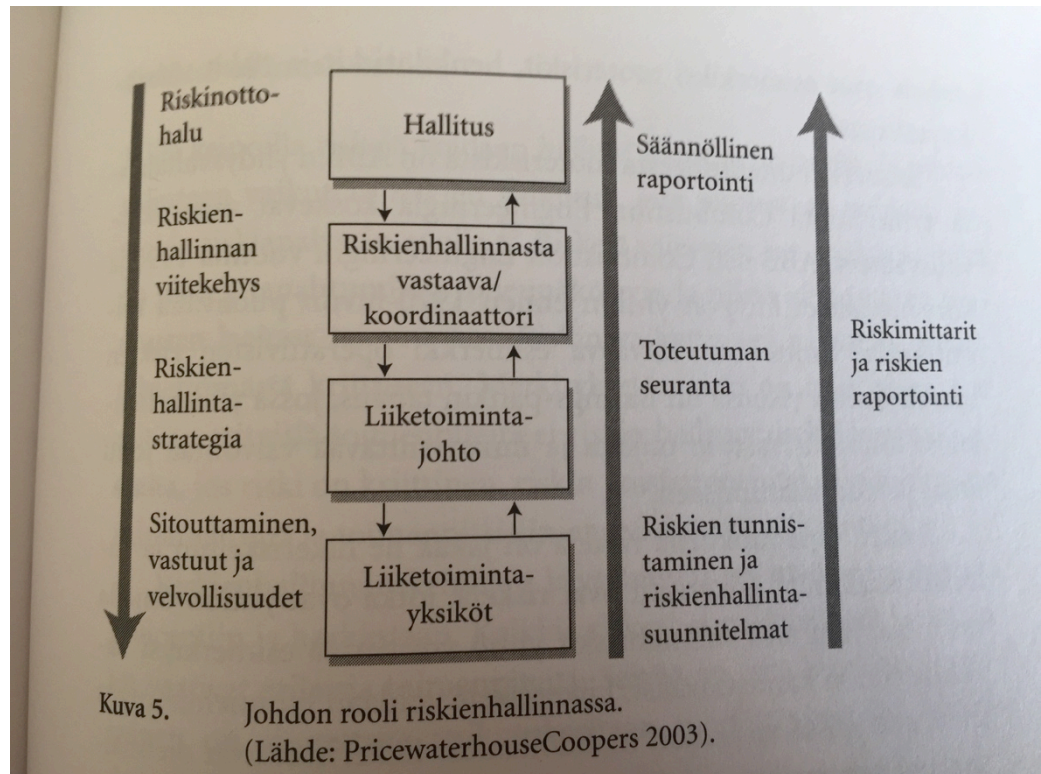 Riskinotto-
halu
Riskien-
hallinnan
viitekehys
Riskien-
hallinta-
strategia
Sitouttaminen,
vastuut ja
velvollisuudet
Hallitus
Riskienhallinnasta
vastaava/
koordinaattori
Liiketoiminta-
johto
Liiketoiminta-
yksiköt
Säännöllinen
raportointi
Toteutuman
seuranta
Riskien tunnis-
taminen ja
riskienhallinta-
suunnitelmat
Riskimittarit
ja riskien
raportointi
Kuva 5. Johdon rooli riskienhallinnassa.
(Lähde: PricewaterhouseCoopers 2003).